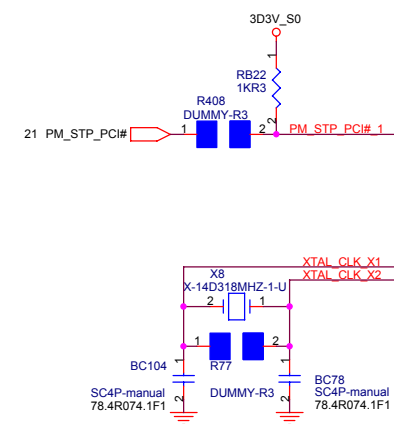 3D3V_S0
1
RB22
1KR3
2
R408
DUMMY-R3
21 PM_STP_PCI#
1
2
PM_STP_PCI#_1
XTAL_CLK_X1
XTAL_CLK_X2
X8
X-14D318MHZ-1-U
2
1
1
2
R77
DUMMY-R3
BC104
1
2
SC4P-manual
78.4R074.1F1
BC78
1
2
SC4P-manual
78.4R074.1F1